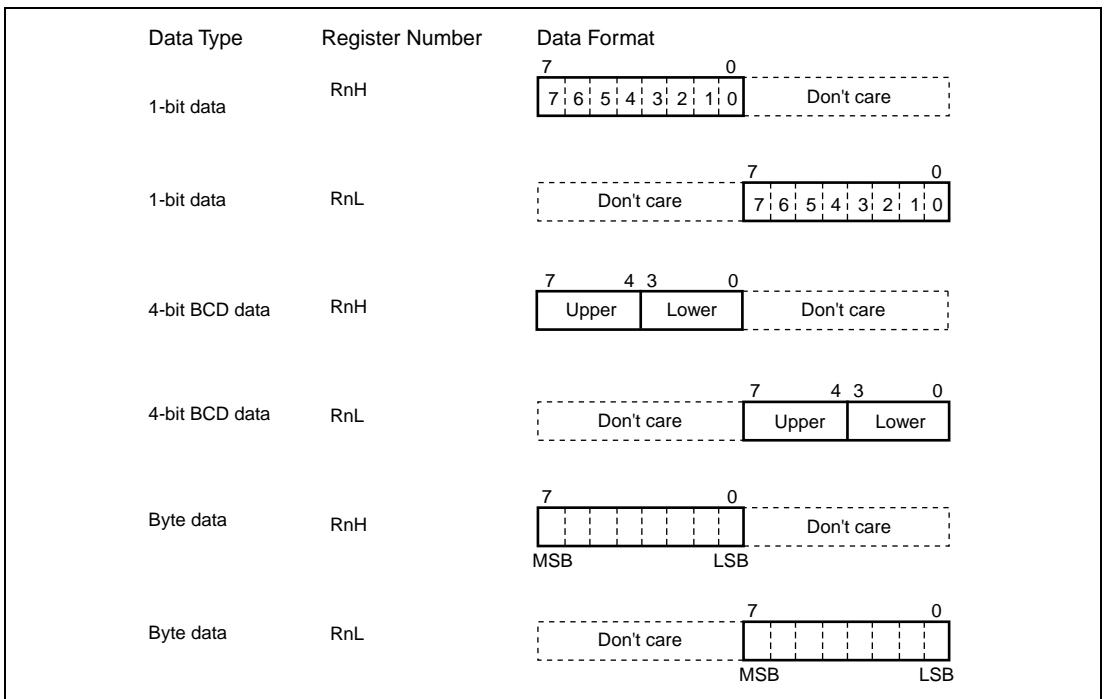 Data Type Register Number Data Format
7 0
1-bit data RnH 7 6 5 4 3 2 1 0 Don't care
7 0
1-bit data RnL Don't care 7 6 5 4 3 2 1 0
7 4 3 0
4-bit BCD data RnH Upper Lower Don't care
7 4 3 0
4-bit BCD data RnL Don't care Upper Lower
7 0
Byte data RnH Don't care
MSB LSB
7 0
Byte data RnL Don't care
MSB LSB